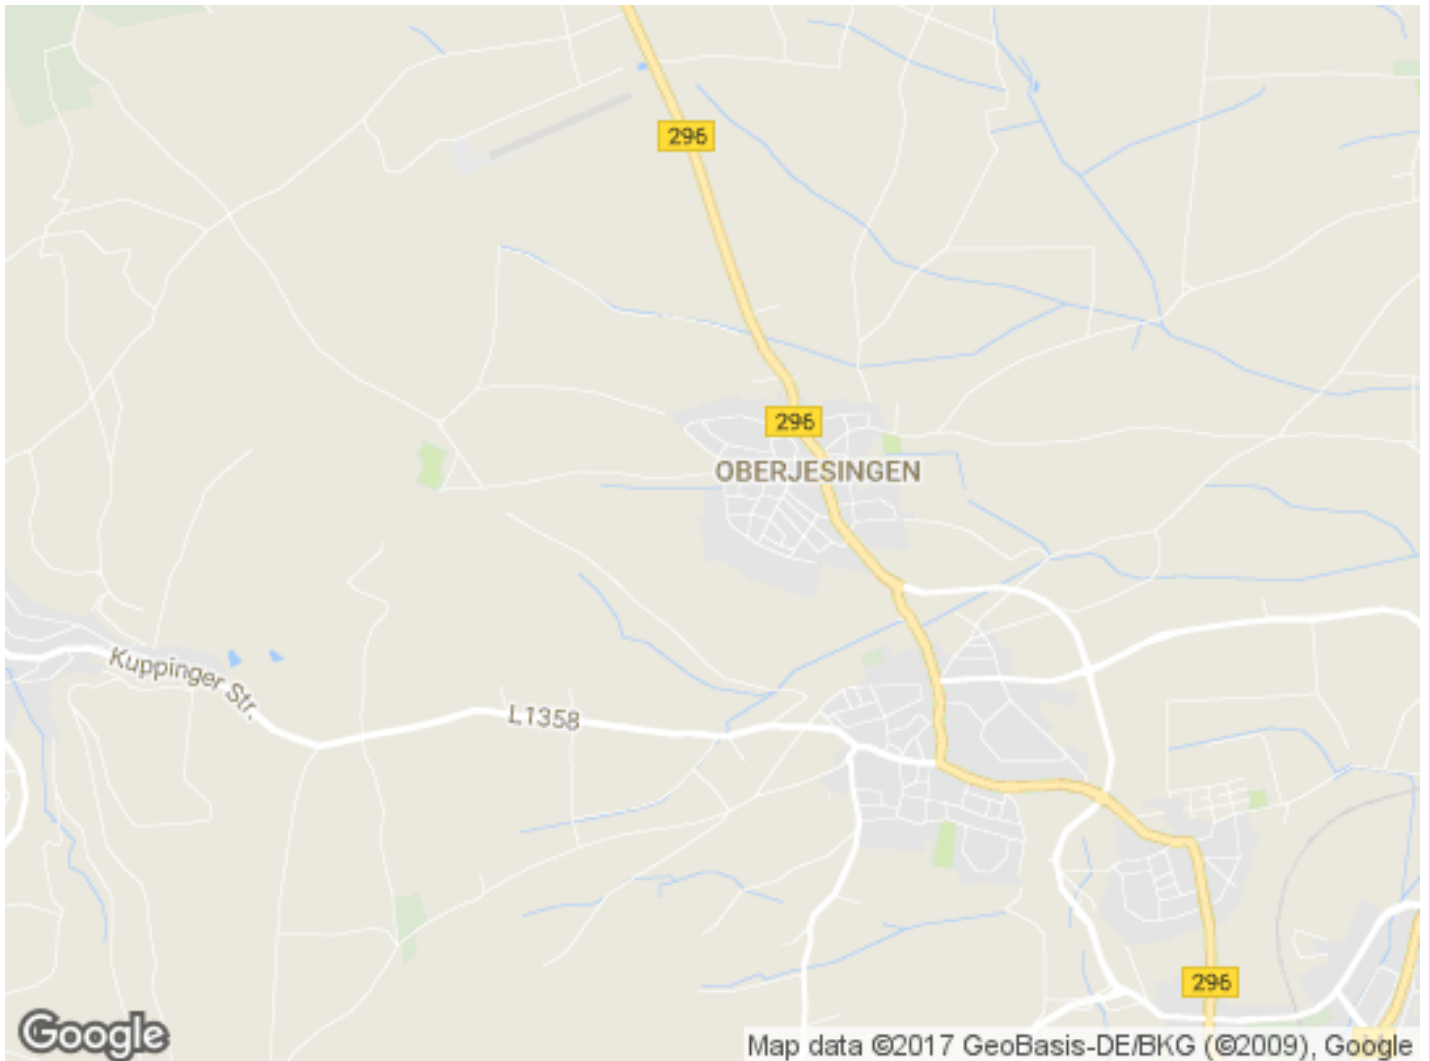 296
296
OBERJESINGEN
Kuppinger Str.
L1358
296
Google
Map data ©2017 GeoBasis-DE/BKG (©2009), Google